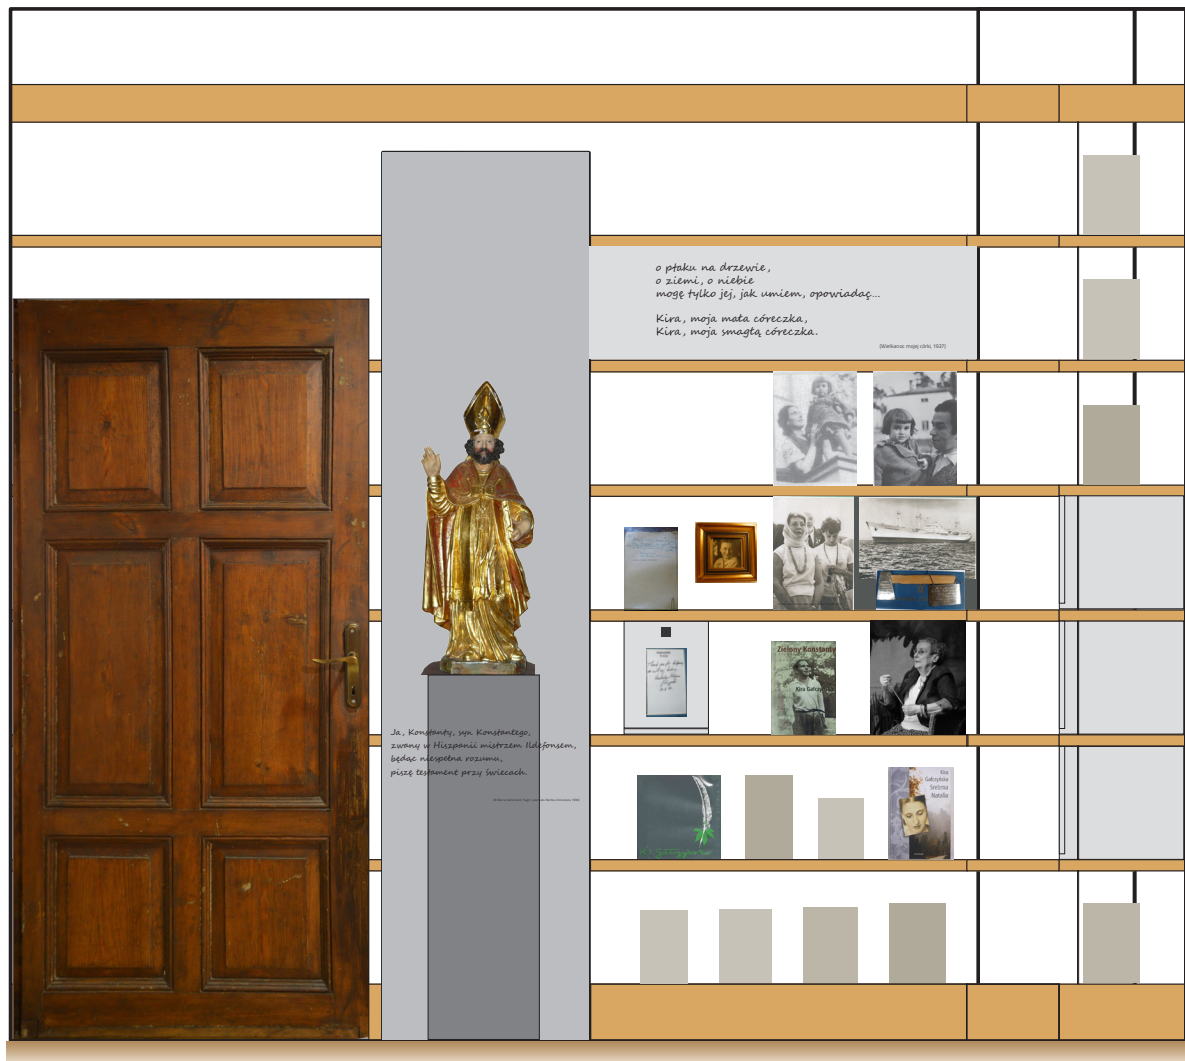 o ptaku na drzewie,
o ziemi, o niebie
mogę tylko jej, jak umiem, opowiadać...
Kira, moja mała córeczka,
Kira, moja smagłą córeczka.
(Wielkanoc mojej córki, 1937)
Zielony Konstanty
Kira Gałczyńska
Ja, Konstanty, syn Konstantego,
zwany w Hiszpanii mistrzem Ildefonsem,
będąc niespełna rozumu,
piszę testament przy świecach.
Kira
Gałczyńska
Srebrna
Natalia